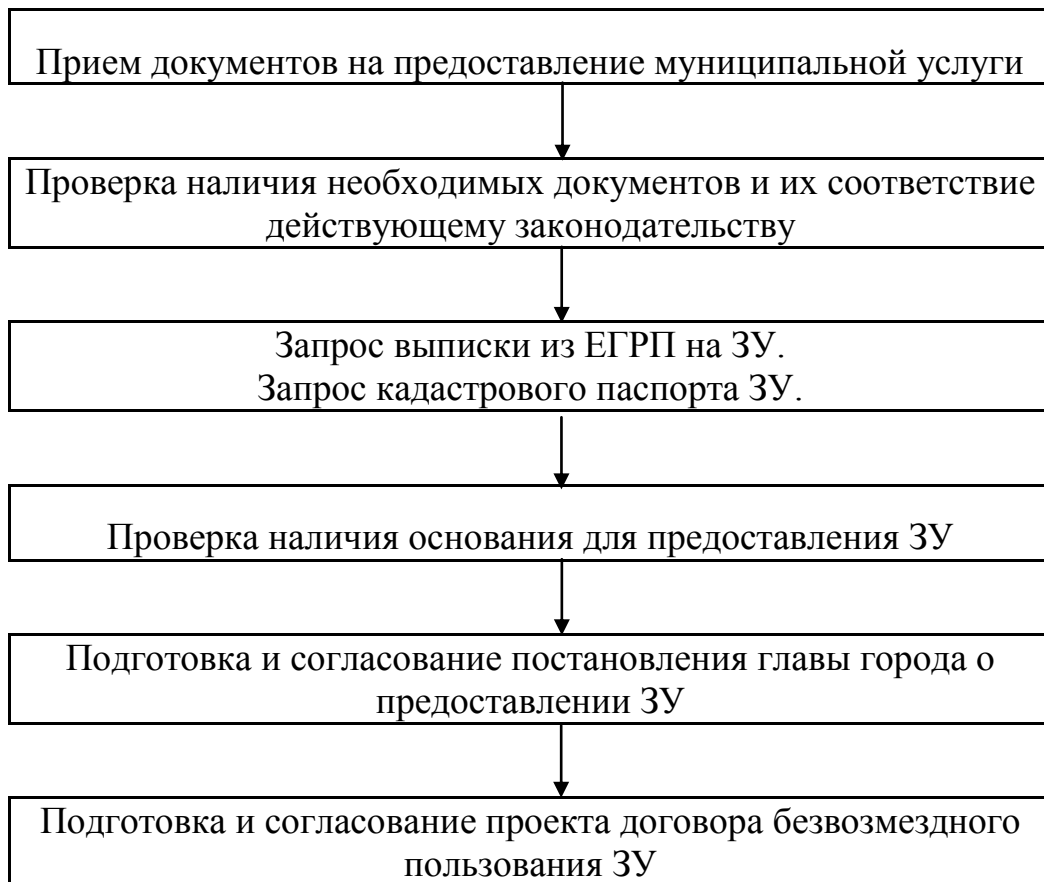 Прием документов на предоставление муниципальной услуги
Проверка наличия необходимых документов и их соответствие
действующему законодательству
Запрос выписки из ЕГРП на ЗУ.
Запрос кадастрового паспорта ЗУ.
Проверка наличия основания для предоставления ЗУ
Подготовка и согласование постановления главы города о
предоставлении ЗУ
Подготовка и согласование проекта договора безвозмездного
пользования ЗУ